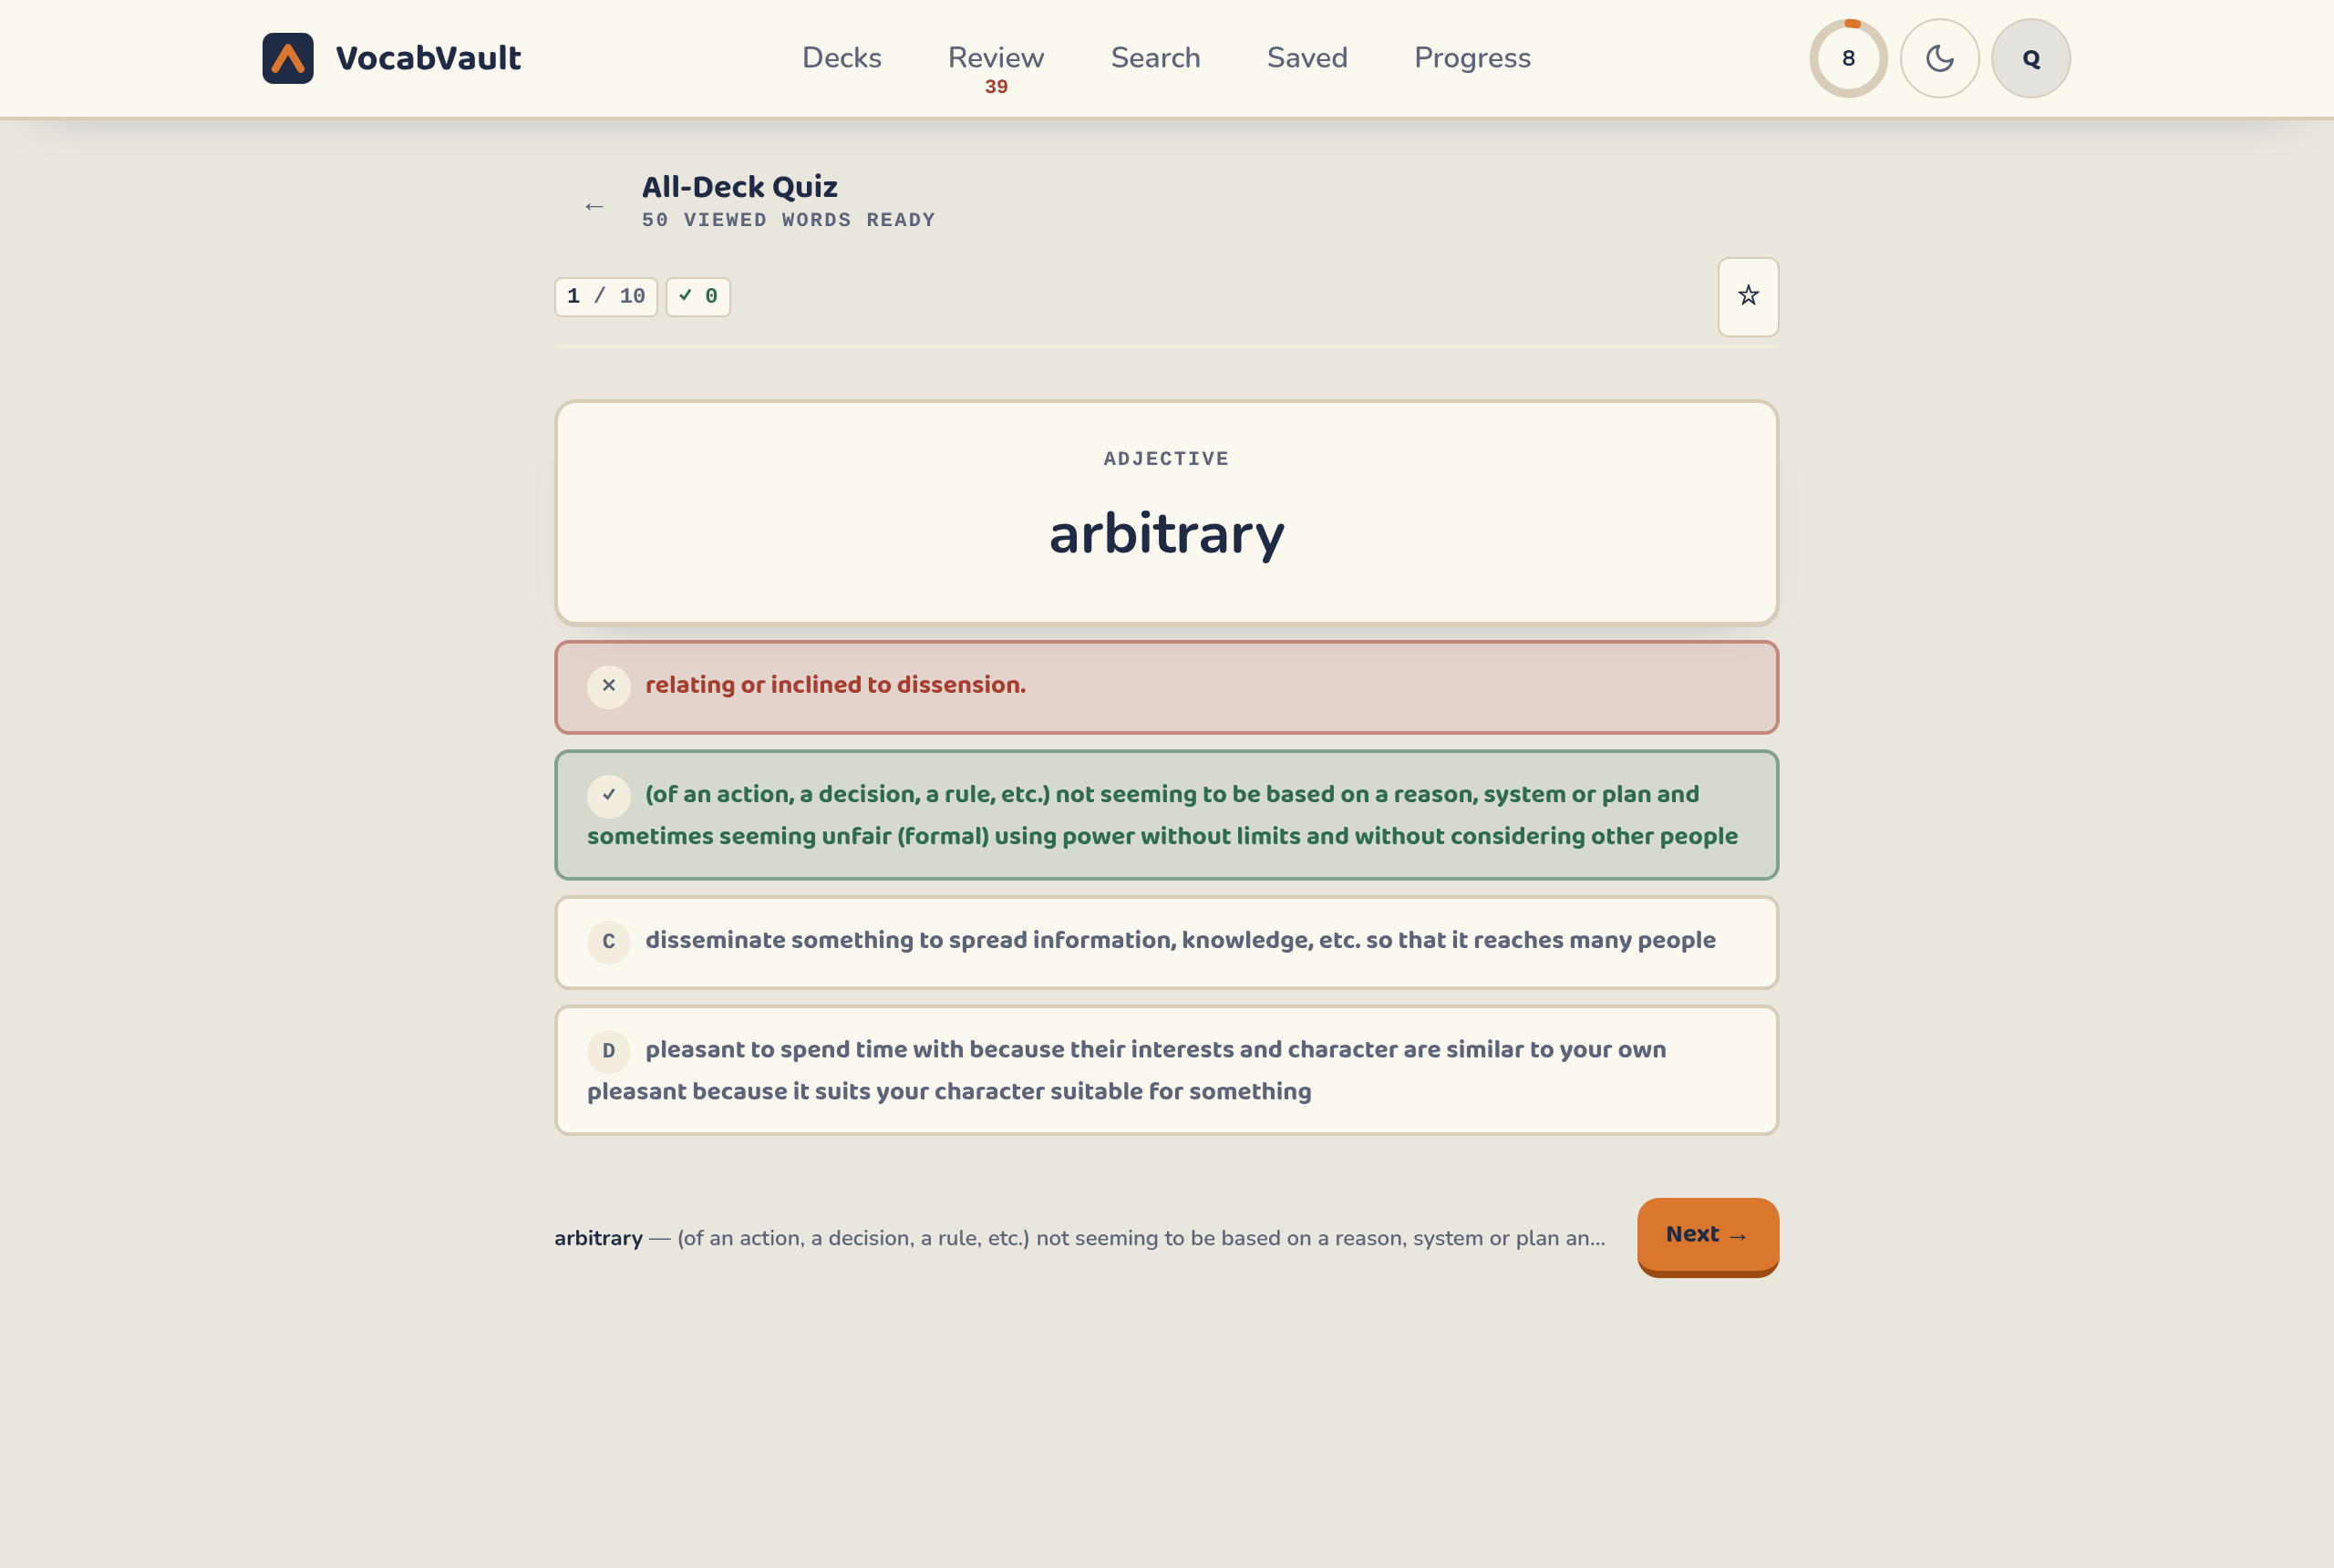 VocabVault
Decks
Review
39
Search
Saved
Progress
8
Q
←
All-Deck Quiz
50 VIEWED WORDS READY
1 / 10
✓ 0
☆
ADJECTIVE
arbitrary
✕ relating or inclined to dissension.
✓ (of an action, a decision, a rule, etc.) not seeming to be based on a reason, system or plan and
sometimes seeming unfair (formal) using power without limits and without considering other people
C disseminate something to spread information, knowledge, etc. so that it reaches many people
D pleasant to spend time with because their interests and character are similar to your own
pleasant because it suits your character suitable for something
arbitrary — (of an action, a decision, a rule, etc.) not seeming to be based on a reason, system or plan an...
Next →